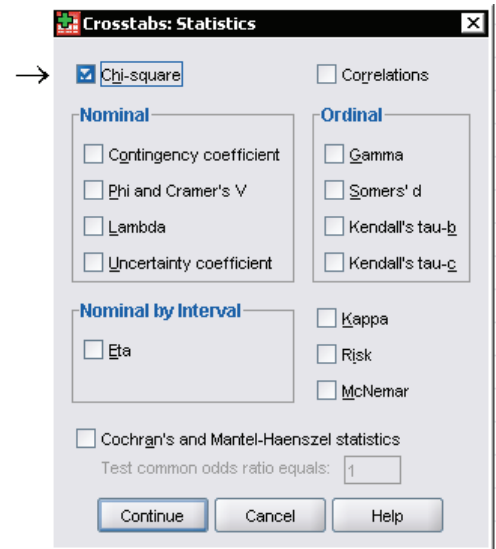 Crosstabs: Statistics
→ Chi-square
Correlations
Nominal
Contingency coefficient
Phi and Cramer's V
Lambda
Uncertainty coefficient
Ordinal
Gamma
Somers' d
Kendall's tau-b
Kendall's tau-c
Nominal by Interval
Eta
Kappa
Risk
McNemar
Cochran's and Mantel-Haenszel statistics
Test common odds ratio equals: 1
Continue Cancel Help